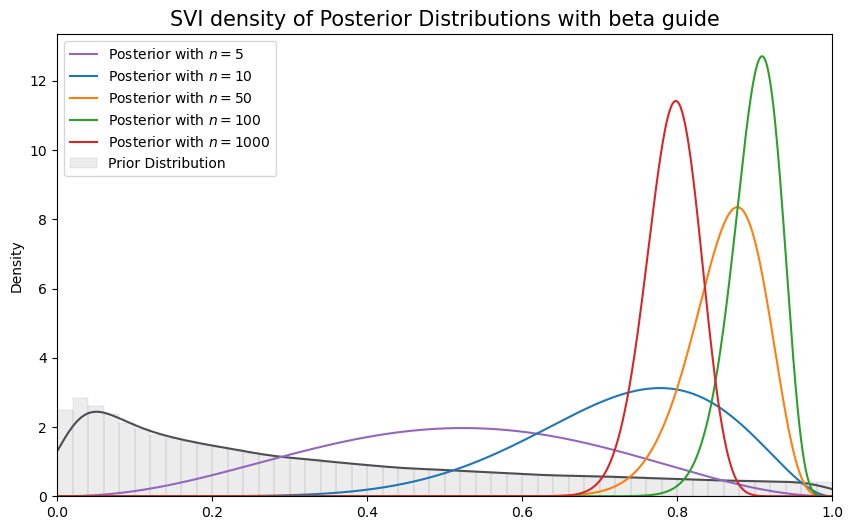 SVI density of Posterior Distributions with beta guide
Posterior with n = 5
Posterior with n = 10
Posterior with n = 50
Posterior with n = 100
Posterior with n = 1000
Prior Distribution
Density
12
10
8
6
4
2
0
0.0 0.2 0.4 0.6 0.8 1.0